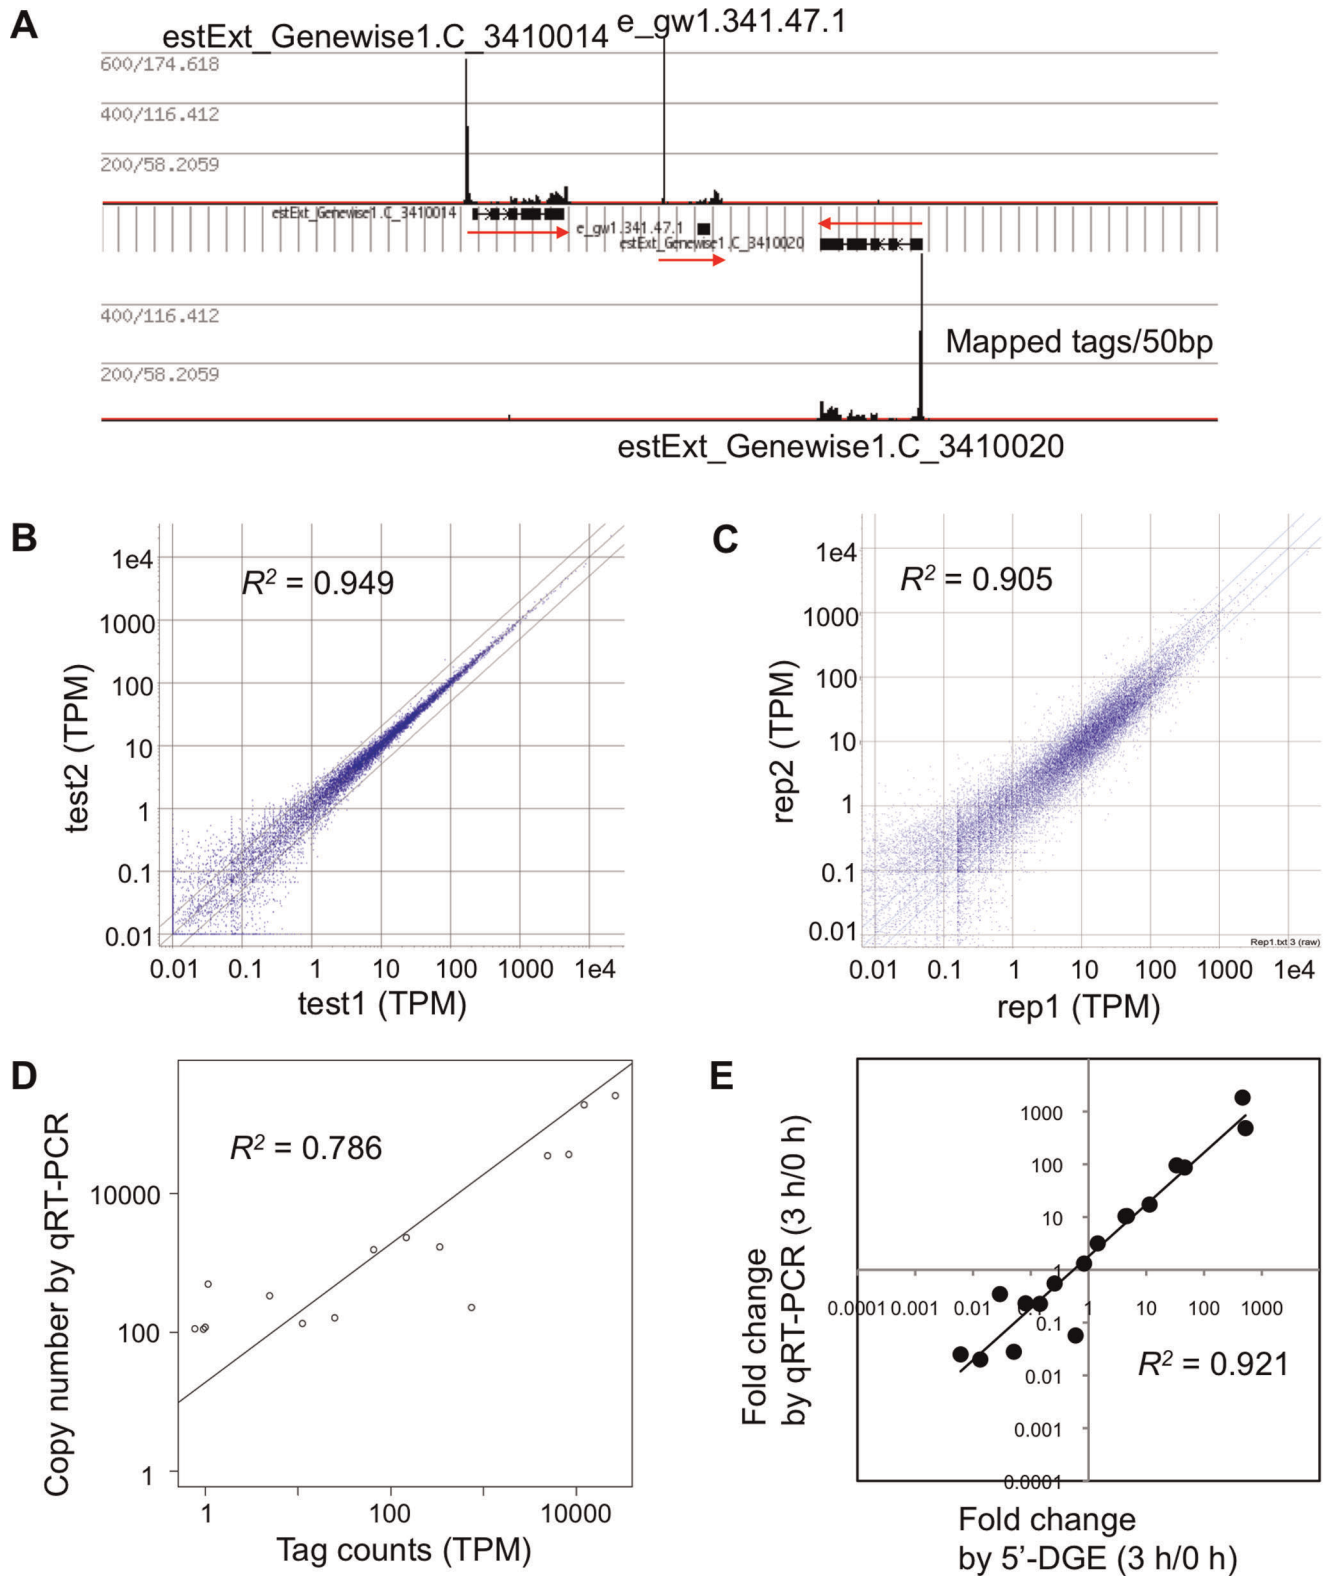 A
estExt_Genewise1.C_3410014
e_gw1.341.47.1
600/174.618
400/116.412
200/58.2059
estExt_Genewise1.C_3410014
e_gw1.341.47.1
estExt_Genewise1.C_3410020
400/116.412
200/58.2059
Mapped tags/50bp
estExt_Genewise1.C_3410020
B
R² = 0.949
test2 (TPM)
1e4
1000
100
10
1
0.1
0.01
0.01 0.1 1 10 100 1000 1e4
test1 (TPM)
C
R² = 0.905
rep2 (TPM)
1e4
1000
100
10
1
0.1
0.01
Rep1.txt 3 (raw)
0.01 0.1 1 10 100 1000 1e4
rep1 (TPM)
D
R² = 0.786
Copy number by qRT-PCR
10000
100
1
1 100 10000
Tag counts (TPM)
E
Fold change
by qRT-PCR (3 h/0 h)
1000
100
10
1
0.0001 0.001 0.01 0.1 1 10 100 1000
0.1
0.01
0.001
0.0001
R² = 0.921
Fold change
by 5’-DGE (3 h/0 h)